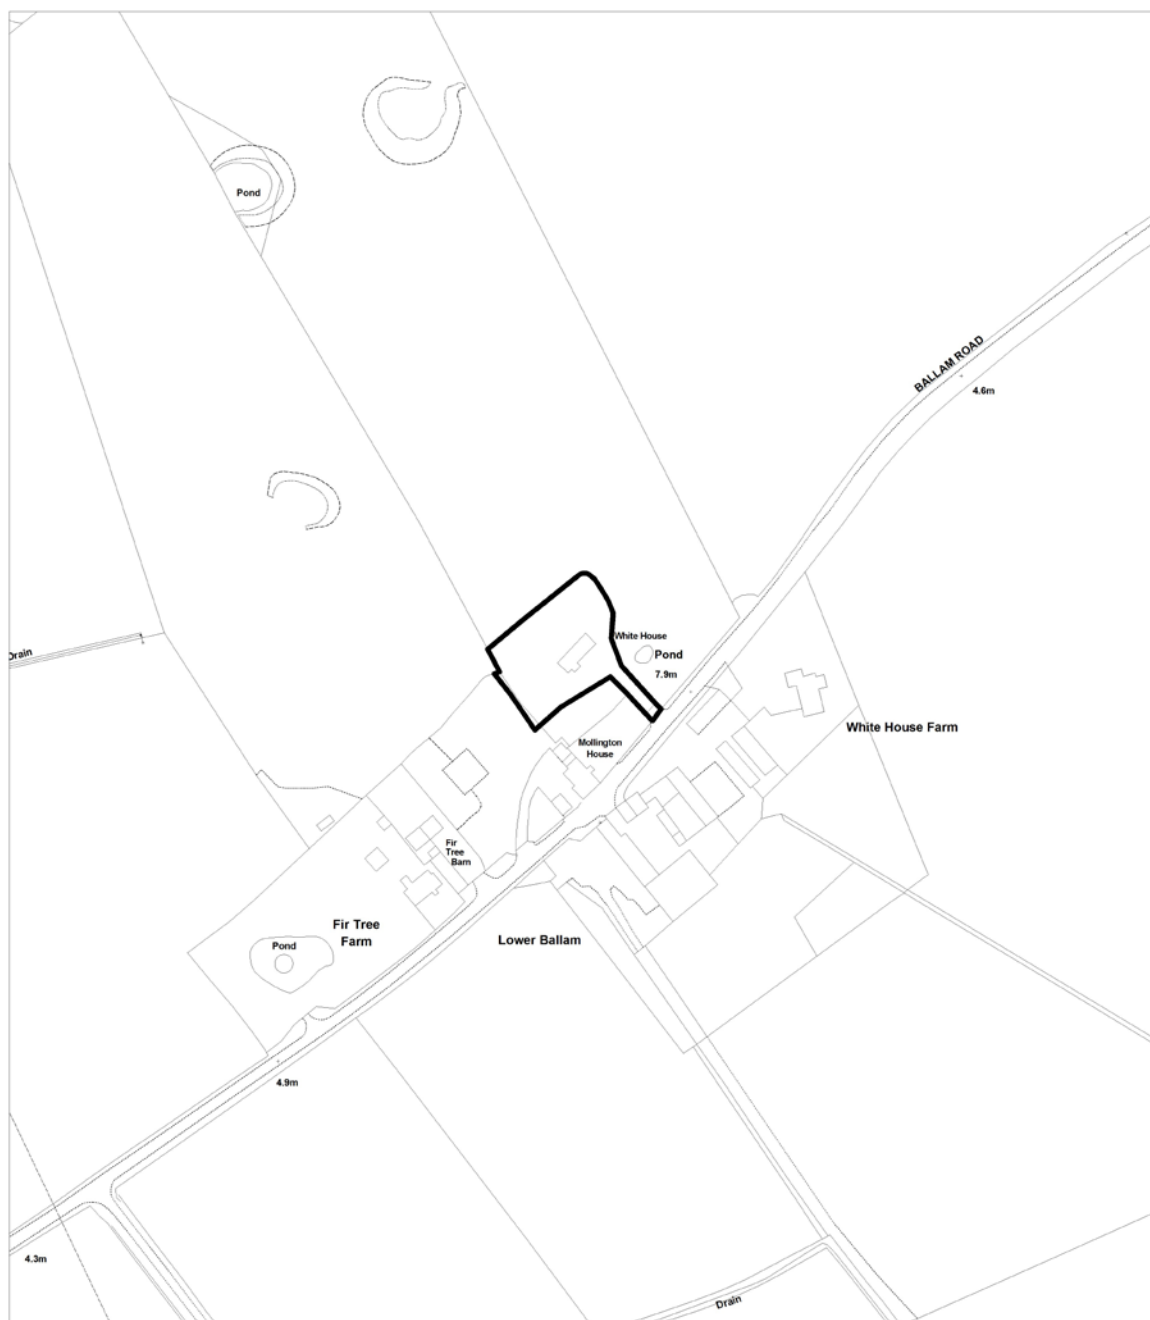 Pond
BALLAM ROAD
4.6m
White House
Pond
7.9m
Drain
White House Farm
Mollington
House
Fir
Tree
Barn
Fir Tree
Farm
Lower Ballam
Pond
4.9m
4.3m
Drain